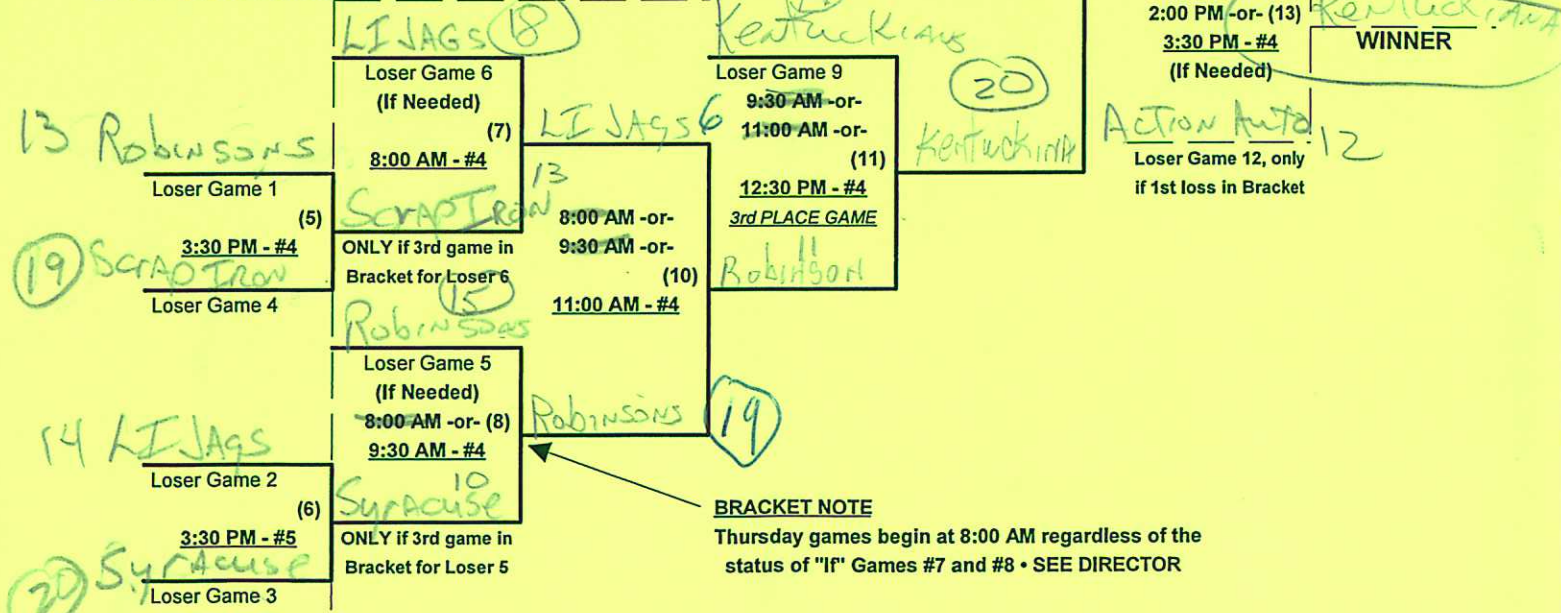 LI JAGS 18
Loser Game 6
(If Needed)
(7)
8:00 AM - #4
ScrapIron 13
ONLY if 3rd game in
Bracket for Loser 6
13 Robinsons
Loser Game 1
(5)
3:30 PM - #4
19 Scrap Iron
Loser Game 4
Robinsons 15
Loser Game 5
(If Needed)
8:00 AM -or- (8)
9:30 AM - #4
Syracuse 10
ONLY if 3rd game in
Bracket for Loser 5
14 LI JAgs
Loser Game 2
(6)
3:30 PM - #5
20 Syracuse
Loser Game 3
LI JAgs 6
8:00 AM -or-
9:30 AM -or-
(10)
11:00 AM - #4
Robinsons 19
Kentuckians
Loser Game 9
9:30 AM -or-
11:00 AM -or-
(11)
12:30 PM - #4
3rd PLACE GAME
Robinson 11
20
Kentuckina
2:00 PM -or- (13)
3:30 PM - #4
(If Needed)
Kentuckiana
WINNER
Action Auto 12
Loser Game 12, only
if 1st loss in Bracket
BRACKET NOTE
Thursday games begin at 8:00 AM regardless of the
status of "If" Games #7 and #8 • SEE DIRECTOR